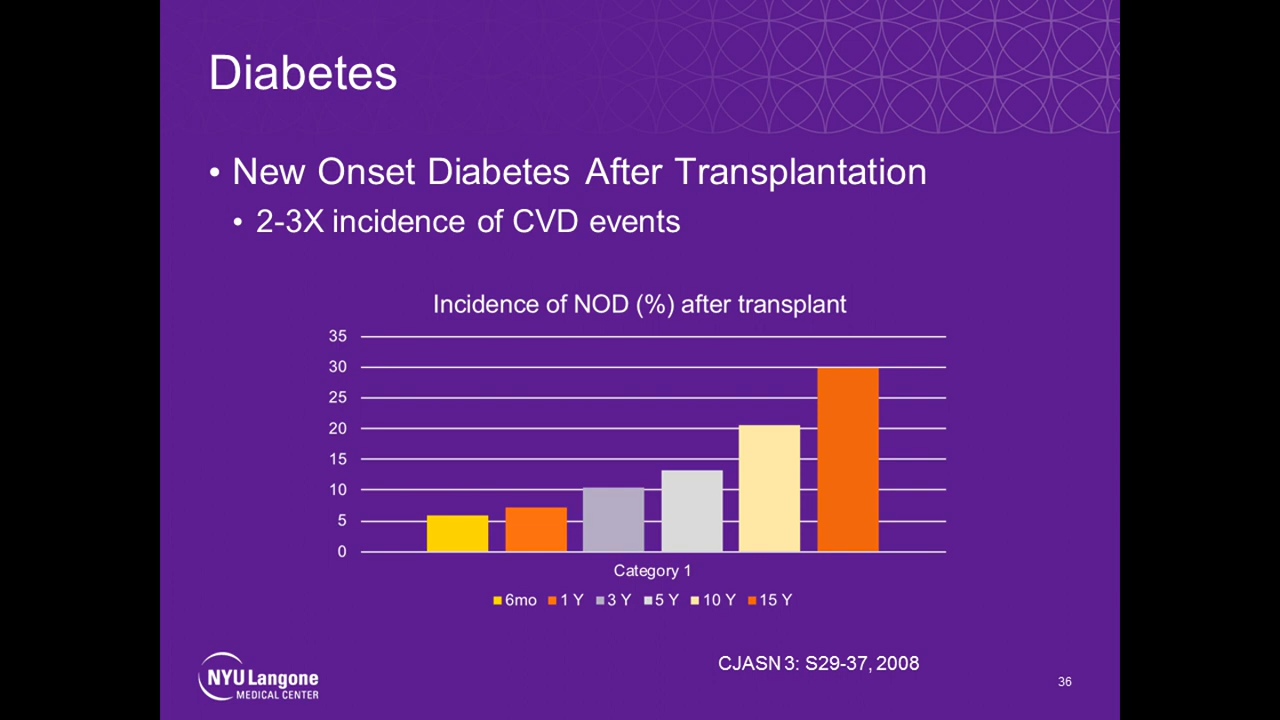 Diabetes
• New Onset Diabetes After Transplantation
• 2-3X incidence of CVD events
Incidence of NOD (%) after transplant
35
30
25
20
15
10
5
0
Category 1
6mo 1 Y 3 Y 5 Y 10 Y 15 Y
NYU Langone
MEDICAL CENTER
CJASN 3: S29-37, 2008
36